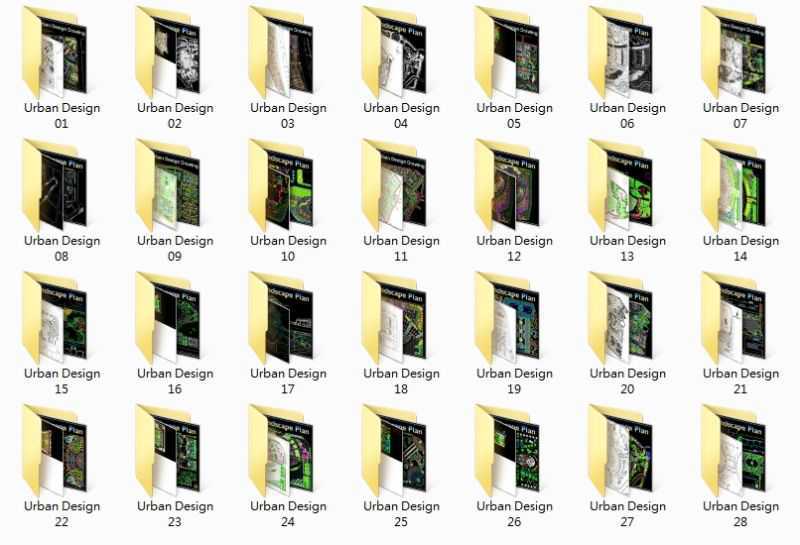 Urban Design
01
Urban Design
02
Urban Design
03
Urban Design
04
Urban Design
05
Urban Design
06
Urban Design
07
Urban Design
08
Urban Design
09
Urban Design
10
Urban Design
11
Urban Design
12
Urban Design
13
Urban Design
14
Urban Design
15
Urban Design
16
Urban Design
17
Urban Design
18
Urban Design
19
Urban Design
20
Urban Design
21
Urban Design
22
Urban Design
23
Urban Design
24
Urban Design
25
Urban Design
26
Urban Design
27
Urban Design
28